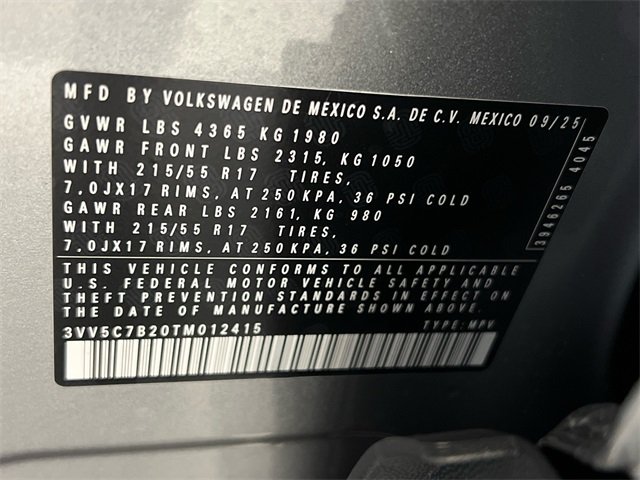 MFD BY VOLKSWAGEN DE MEXICO S.A. DE C.V. MEXICO 09/25
GVWR LBS 4365 KG 1980
GAWR FRONT LBS 2315, KG 1050
WITH 215/55 R17 TIRES,
7.0JX17 RIMS, AT 250 KPA, 36 PSI COLD
GAWR REAR LBS 2161, KG 980
WITH 215/55 R17 TIRES,
7.0JX17 RIMS, AT 250KPA, 36 PSI COLD
THIS VEHICLE CONFORMS TO ALL APPLICABLE
U.S. FEDERAL MOTOR VEHICLE SAFETY AND
THEFT PREVENTION STANDARDS IN EFFECT ON
THE DATE OF MANUFACTURE SHOWN ABOVE.
3VV5C7B20TM012415 TYPE: MPV
3946265 4045